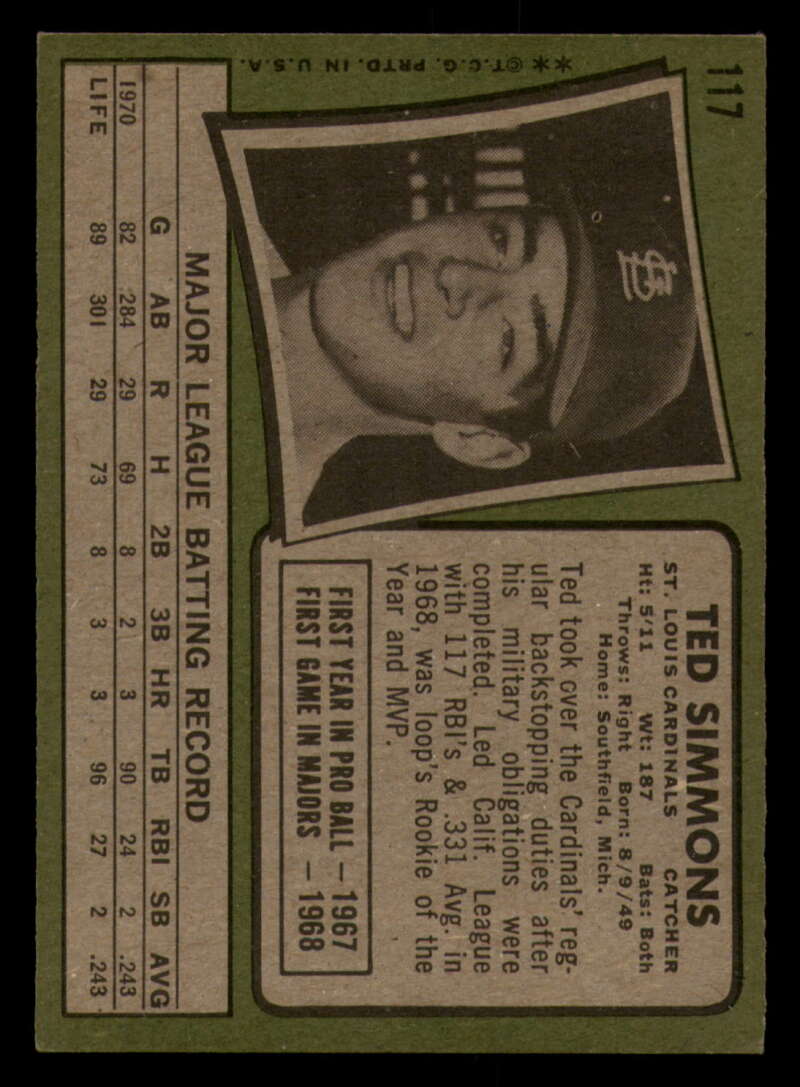 117
**©T.C.G. PRTD. IN U.S.A.
STL
TED SIMMONS
ST. LOUIS CARDINALS CATCHER
Ht: 5/11 Wt: 187 Bats: Both
Throws: Right Born: 8/9/49
Home: Southfield, Mich.
Ted took over the Cardinals' reg-
ular backstopping duties after
his military obligations were
completed. Led Calif. League
with 117 RBI's & .331 Avg. in
1968, was loop's Rookie of the
Year and MVP.
FIRST YEAR IN PRO BALL — 1967
FIRST GAME IN MAJORS — 1968
MAJOR LEAGUE BATTING RECORD
G AB R H 2B 3B HR TB RBI SB AVG
1970 82 284 29 69 8 2 3 90 24 2 .243
LIFE 89 301 29 73 8 3 3 96 27 2 .243